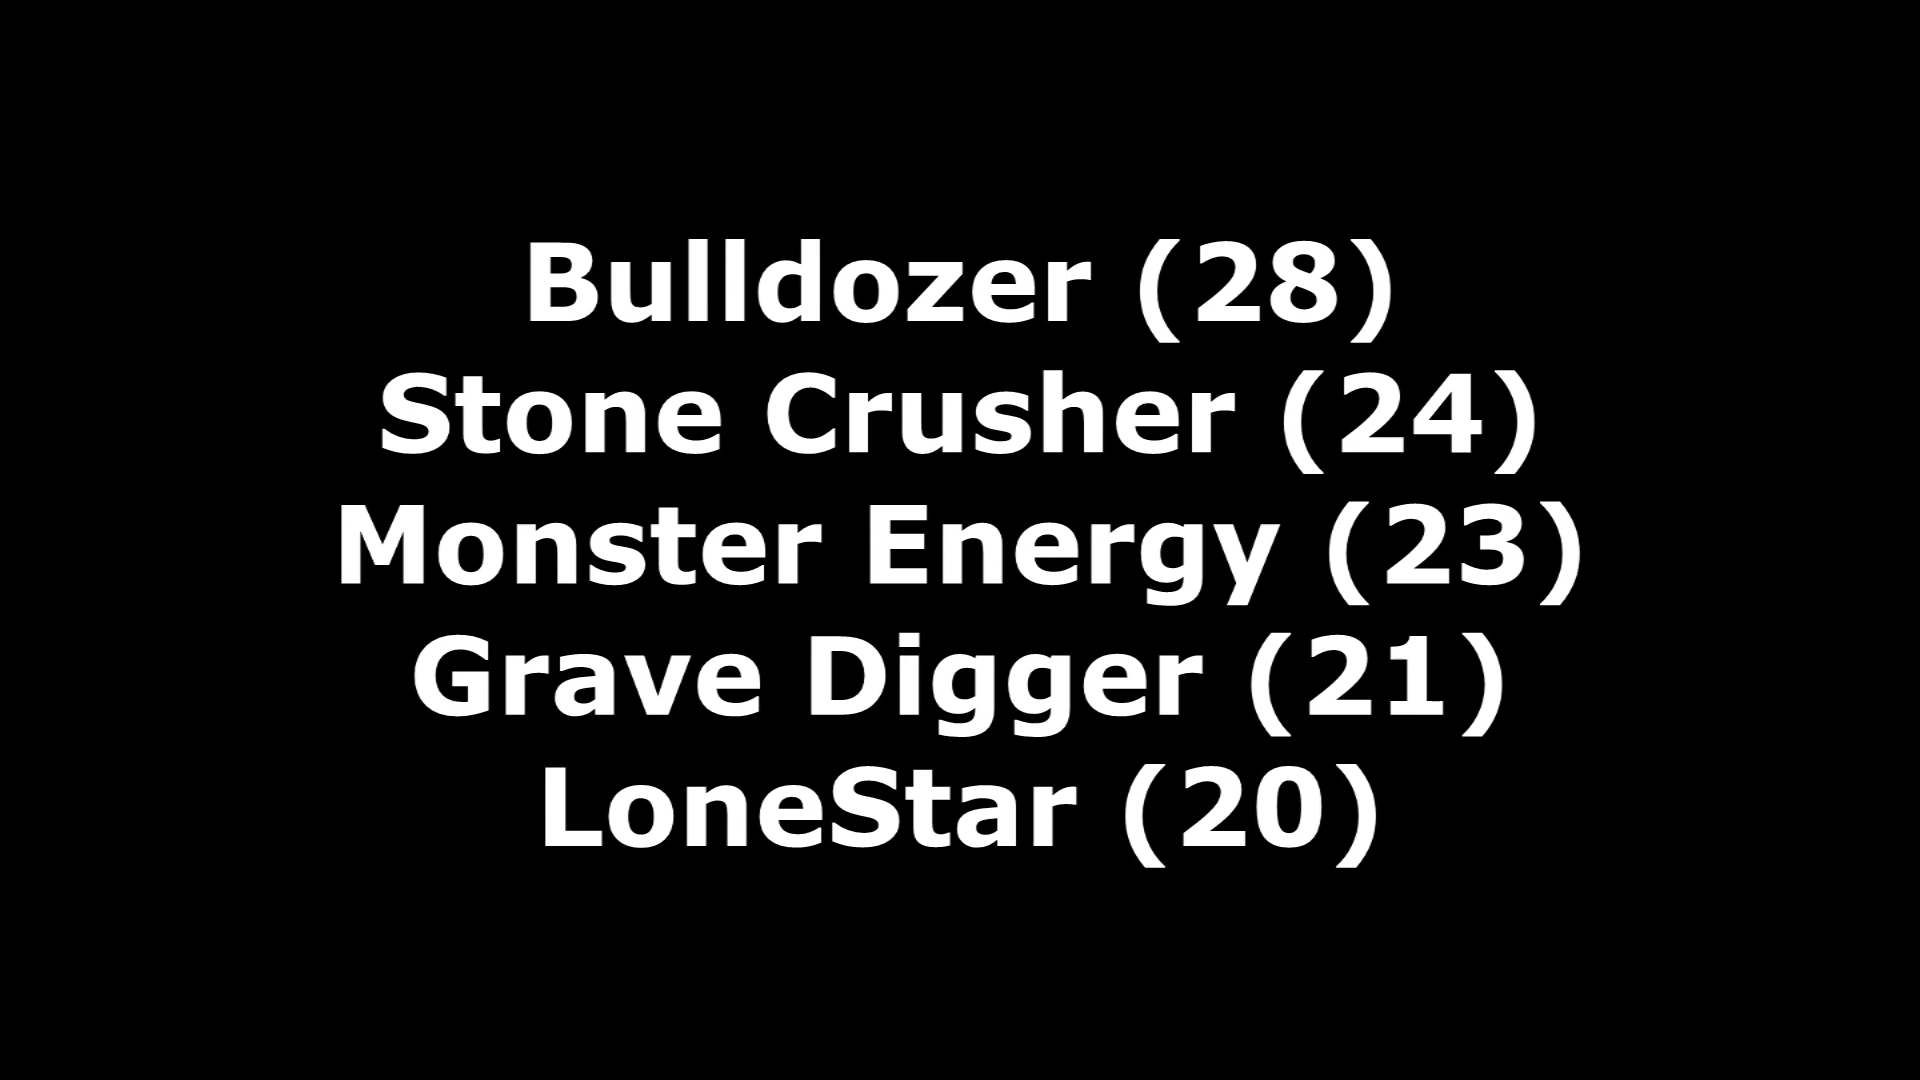 Bulldozer (28)
Stone Crusher (24)
Monster Energy (23)
Grave Digger (21)
LoneStar (20)